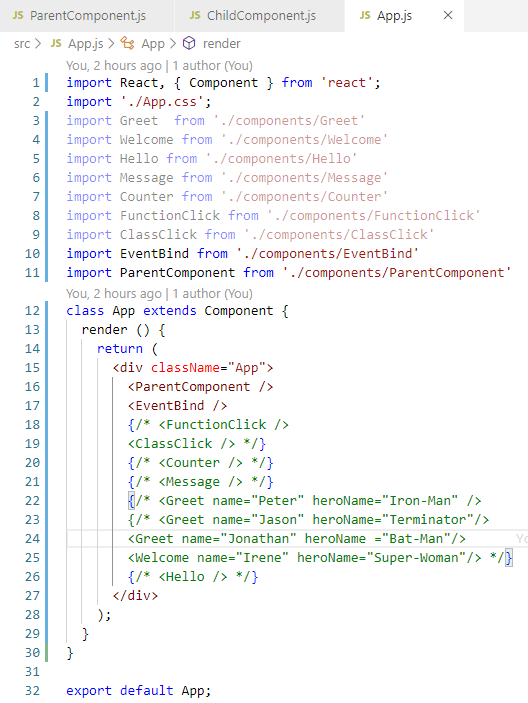 JS ParentComponent.js JS ChildComponent.js JS App.js ×
src > JS App.js > App > render
You, 2 hours ago | 1 author (You)
1 import React, { Component } from 'react';
2 import './App.css';
3 import Greet  from './components/Greet'
4 import Welcome from './components/Welcome'
5 import Hello from './components/Hello'
6 import Message from './components/Message'
7 import Counter from './components/Counter'
8 import FunctionClick from './components/FunctionClick'
9 import ClassClick from './components/ClassClick'
10 import EventBind from './components/EventBind'
11 import ParentComponent from './components/ParentComponent'
You, 2 hours ago | 1 author (You)
12 class App extends Component {
13   render () {
14     return (
15       <div className="App">
16         <ParentComponent />
17         <EventBind />
18         {/* <FunctionClick />
19         <ClassClick /> */}
20         {/* <Counter /> */}
21         {/* <Message /> */}
22         {/* <Greet name="Peter" heroName="Iron-Man" />
23         {/* <Greet name="Jason" heroName="Terminator"/>
24         <Greet name="Jonathan" heroName ="Bat-Man"/> Yo
25         <Welcome name="Irene" heroName="Super-Woman"/> */}
26         {/* <Hello /> */}
27       </div>
28     );
29   }
30 }
31
32 export default App;